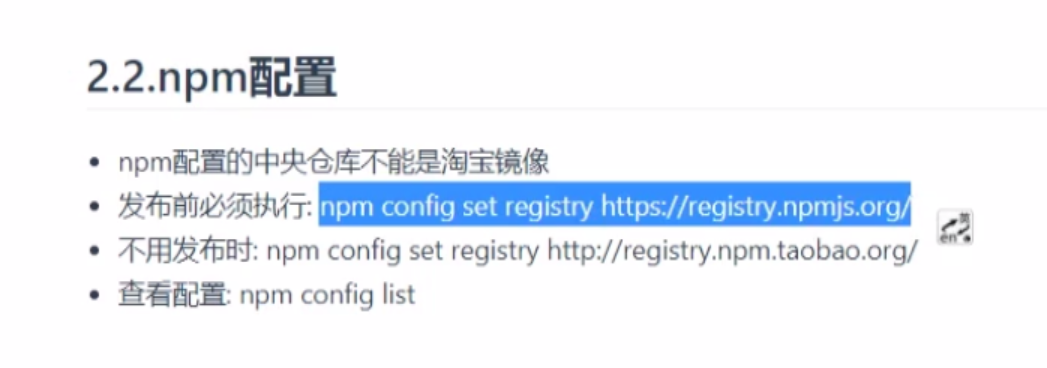 2.2.npm配置
npm配置的中央仓库不能是淘宝镜像
发布前必须执行: npm config set registry https://registry.npmjs.org/
不用发布时: npm config set registry http://registry.npm.taobao.org/
查看配置: npm config list
英
en